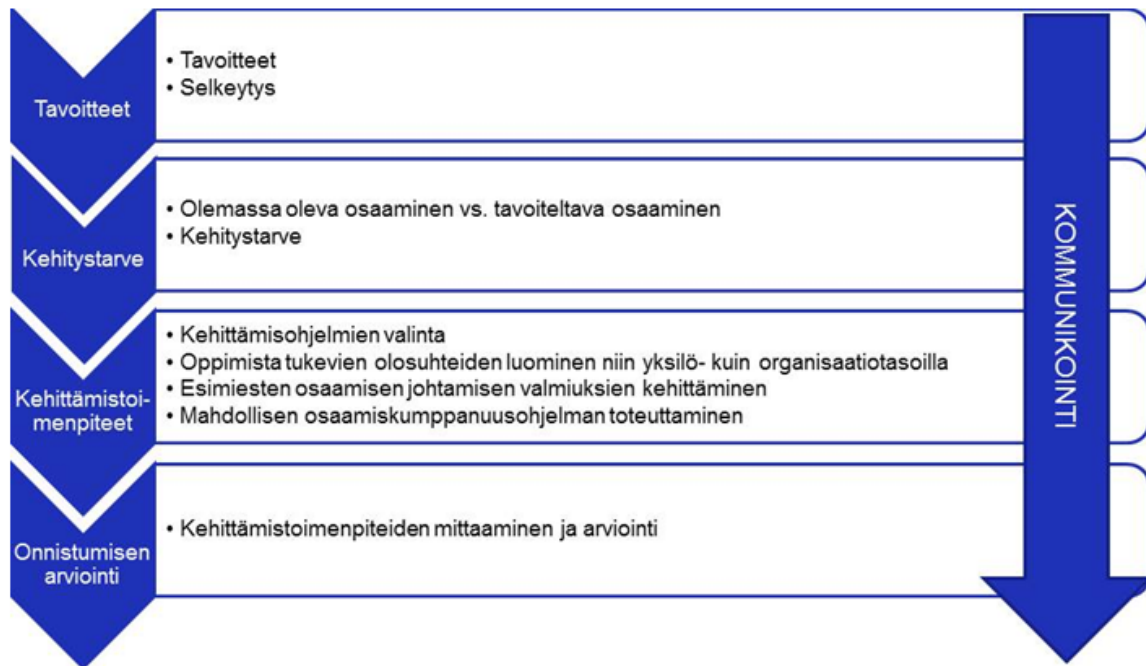 Tavoitteet
• Tavoitteet
• Selkeytys
Kehitystarve
• Olemassa oleva osaaminen vs. tavoiteltava osaaminen
• Kehitystarve
Kehittämistoi-
menpiteet
• Kehittämisohjelmien valinta
• Oppimista tukevien olosuhteiden luominen niin yksilö- kuin organisaatiotasoilla
• Esimiesten osaamisen johtamisen valmiuksien kehittäminen
• Mahdollisen osaamiskumppanuusohjelman toteuttaminen
Onnistumisen
arviointi
• Kehittämistoimenpiteiden mittaaminen ja arviointi
KOMMUNIKOINTI